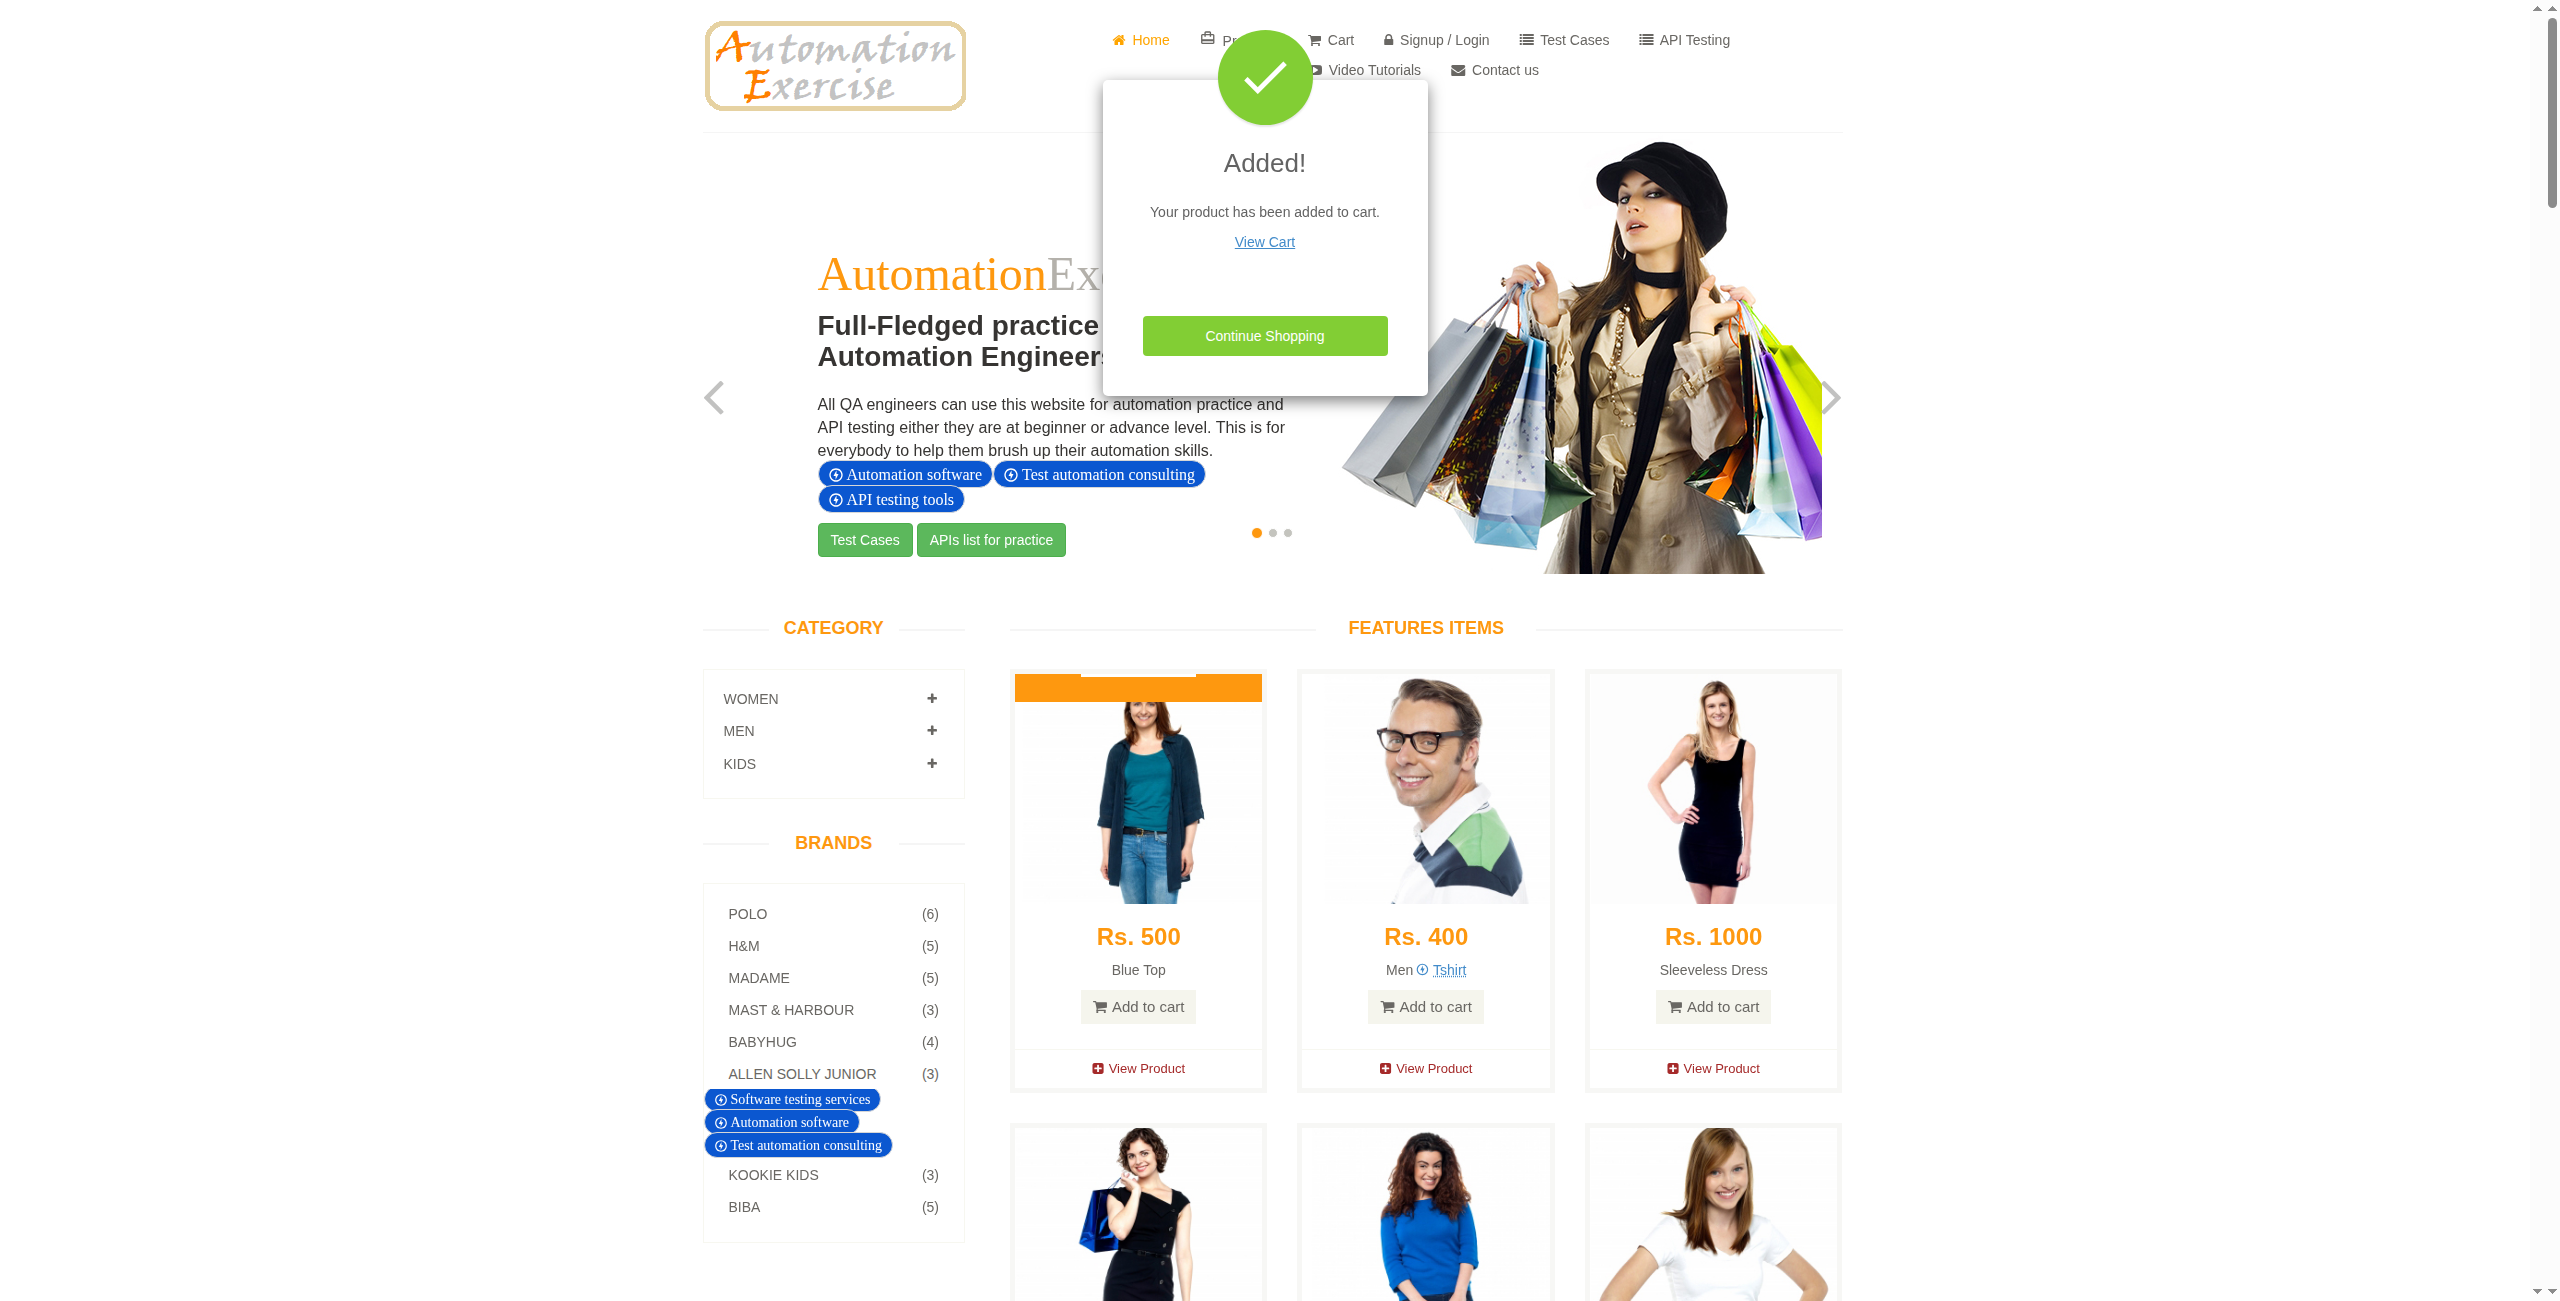 Automation
Exercise
Home
Pr
Cart
Signup / Login
Test Cases
API Testing
Video Tutorials
Contact us
Added!
Your product has been added to cart.
View Cart
Continue Shopping
AutomationEx
Full-Fledged practice
Automation Engineers
All QA engineers can use this website for automation practice and
API testing either they are at beginner or advance level. This is for
everybody to help them brush up their automation skills.
Automation software Test automation consulting
API testing tools
Test Cases APIs list for practice
CATEGORY
WOMEN
MEN
KIDS
BRANDS
POLO (6)
H&M (5)
MADAME (5)
MAST & HARBOUR (3)
BABYHUG (4)
ALLEN SOLLY JUNIOR (3)
Software testing services
Automation software
Test automation consulting
KOOKIE KIDS (3)
BIBA (5)
FEATURES ITEMS
Rs. 500
Blue Top
Add to cart
View Product
Rs. 400
Men Tshirt
Add to cart
View Product
Rs. 1000
Sleeveless Dress
Add to cart
View Product